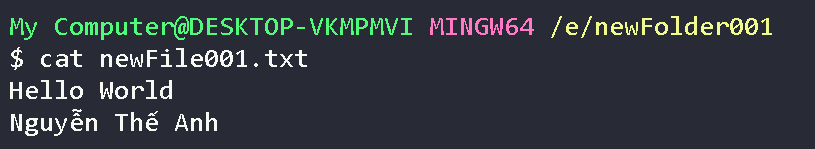 My Computer@DESKTOP-VKMPMVI MINGW64 /e/newFolder001
$ cat newFile001.txt
Hello World
Nguyễn Thế Anh